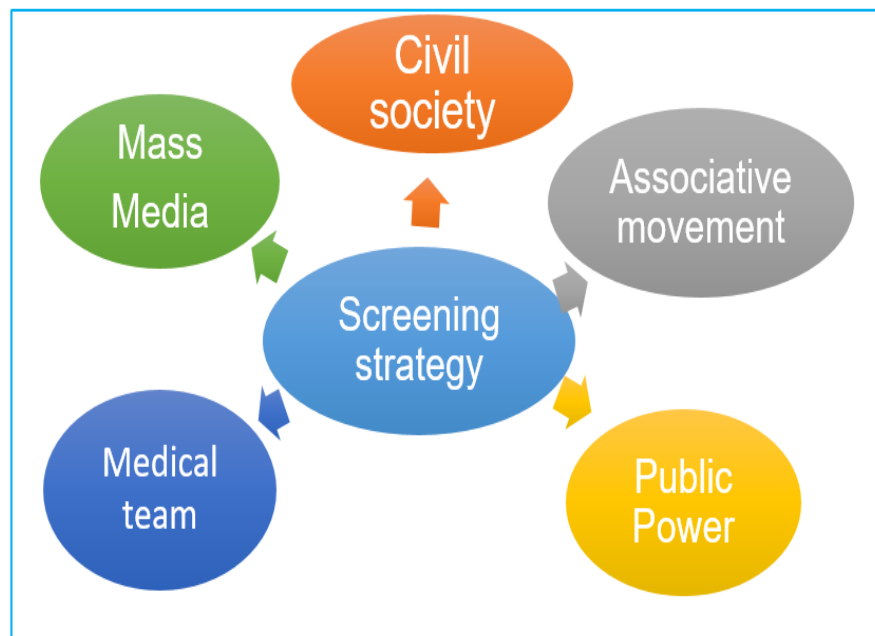 Civil
society
Mass
Media
Associative
movement
Screening
strategy
Medical
team
Public
Power